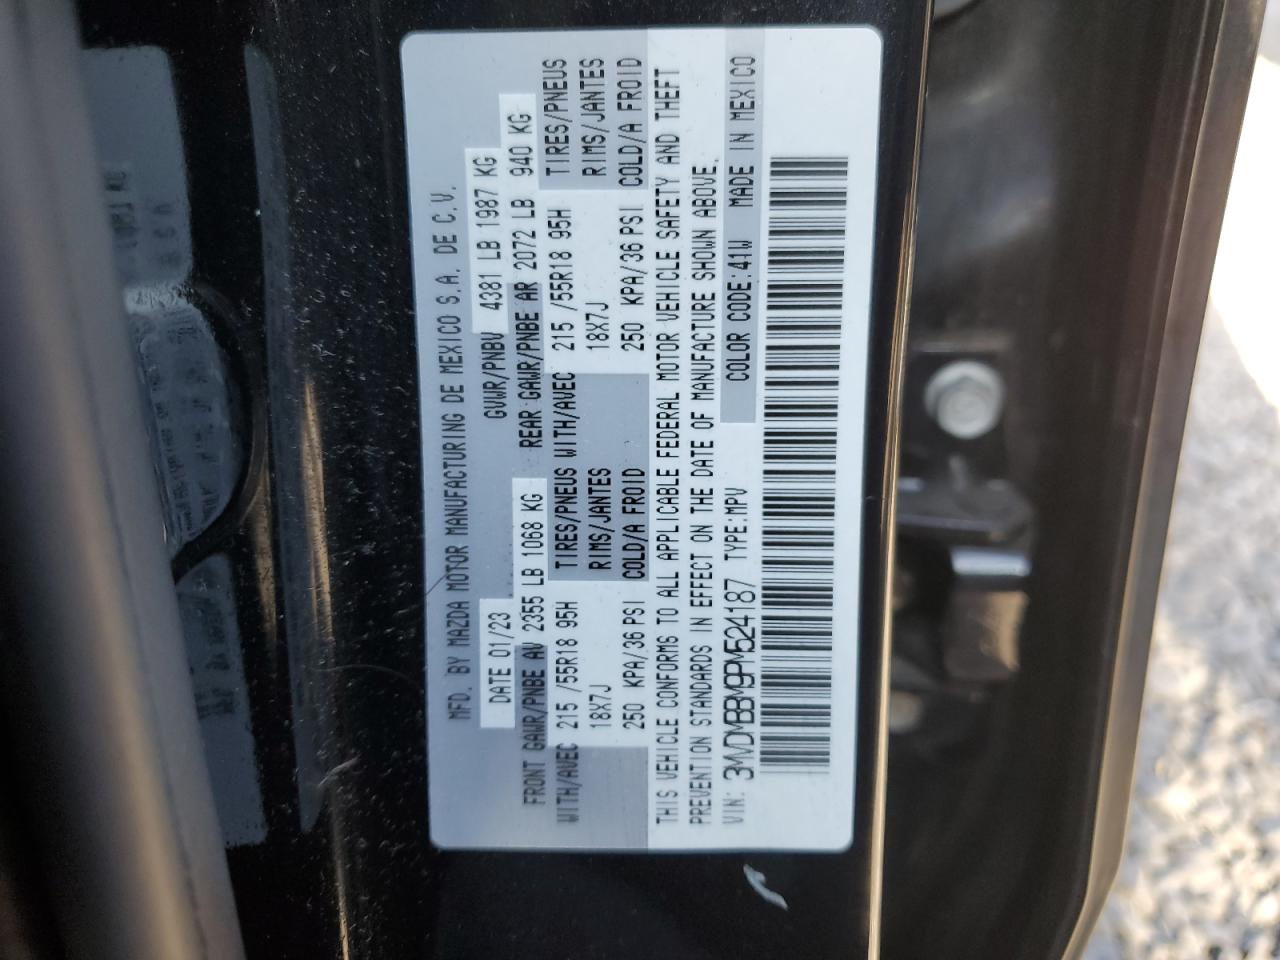 MFD. BY MAZDA MOTOR MANUFACTURING DE MEXICO S.A. DE C.V.
DATE 01/23 GVWR/PNBV 4381 LB 1987 KG
FRONT GAWR/PNBE AV 2355 LB 1068 KG REAR GAWR/PNBE AR 2072 LB 940 KG
WITH/AVEC 215 /55R18 95H TIRES/PNEUS WITH/AVEC 215 /55R18 95H TIRES/PNEUS
18X7J RIMS/JANTES 18X7J RIMS/JANTES
250 KPA/36 PSI COLD/A FROID 250 KPA/36 PSI COLD/A FROID
THIS VEHICLE CONFORMS TO ALL APPLICABLE FEDERAL MOTOR VEHICLE SAFETY AND THEFT
PREVENTION STANDARDS IN EFFECT ON THE DATE OF MANUFACTURE SHOWN ABOVE.
VIN: 3MVDMBBM9PM524187 TYPE:MPV COLOR CODE:41W MADE IN MEXICO